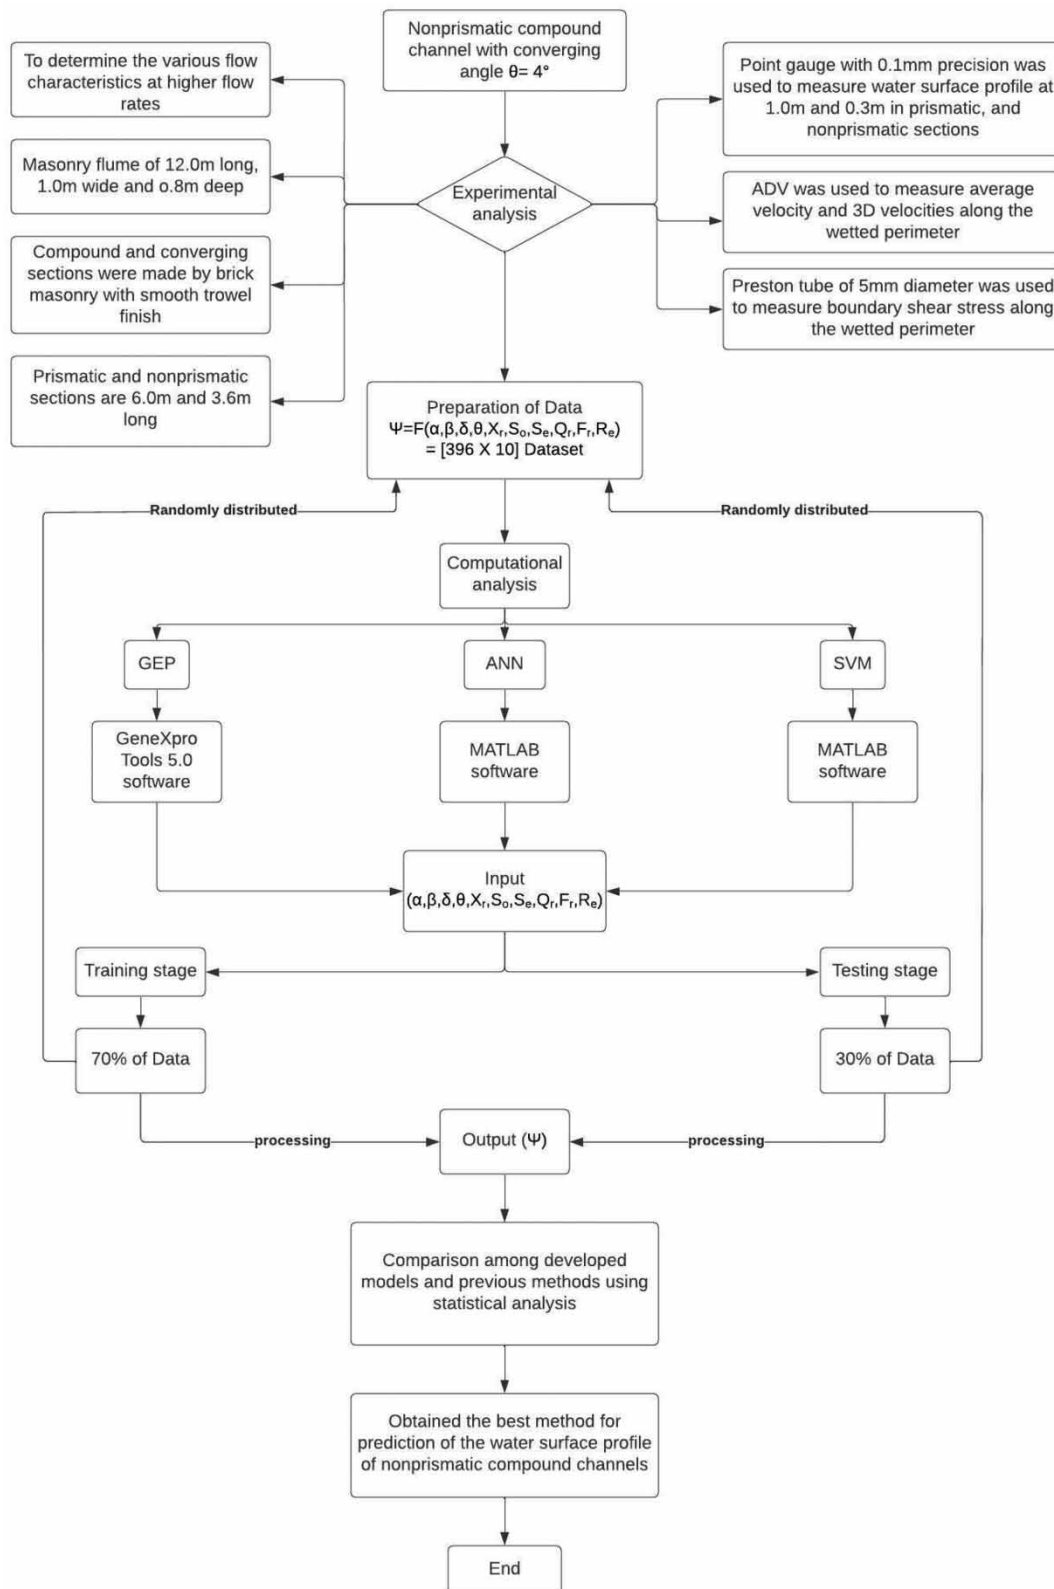 Nonprismatic compound
channel with converging
angle θ= 4°
To determine the various flow
characteristics at higher flow
rates
Masonry flume of 12.0m long,
1.0m wide and o.8m deep
Compound and converging
sections were made by brick
masonry with smooth trowel
finish
Prismatic and nonprismatic
sections are 6.0m and 3.6m
long
Experimental
analysis
Point gauge with 0.1mm precision was
used to measure water surface profile at
1.0m and 0.3m in prismatic, and
nonprismatic sections
ADV was used to measure average
velocity and 3D velocities along the
wetted perimeter
Preston tube of 5mm diameter was used
to measure boundary shear stress along
the wetted perimeter
Preparation of Data
Ψ=F(α,β,δ,θ,Xᵣ,Sₒ,Sₑ,Qᵣ,Fᵣ,Rₑ)
= [396 X 10] Dataset
Randomly distributed
Randomly distributed
Computational
analysis
GEP
ANN
SVM
GeneXpro
Tools 5.0
software
MATLAB
software
MATLAB
software
Input
(α,β,δ,θ,Xᵣ,Sₒ,Sₑ,Qᵣ,Fᵣ,Rₑ)
Training stage
Testing stage
70% of Data
30% of Data
processing
Output (Ψ)
processing
Comparison among developed
models and previous methods using
statistical analysis
Obtained the best method for
prediction of the water surface profile
of nonprismatic compound channels
End